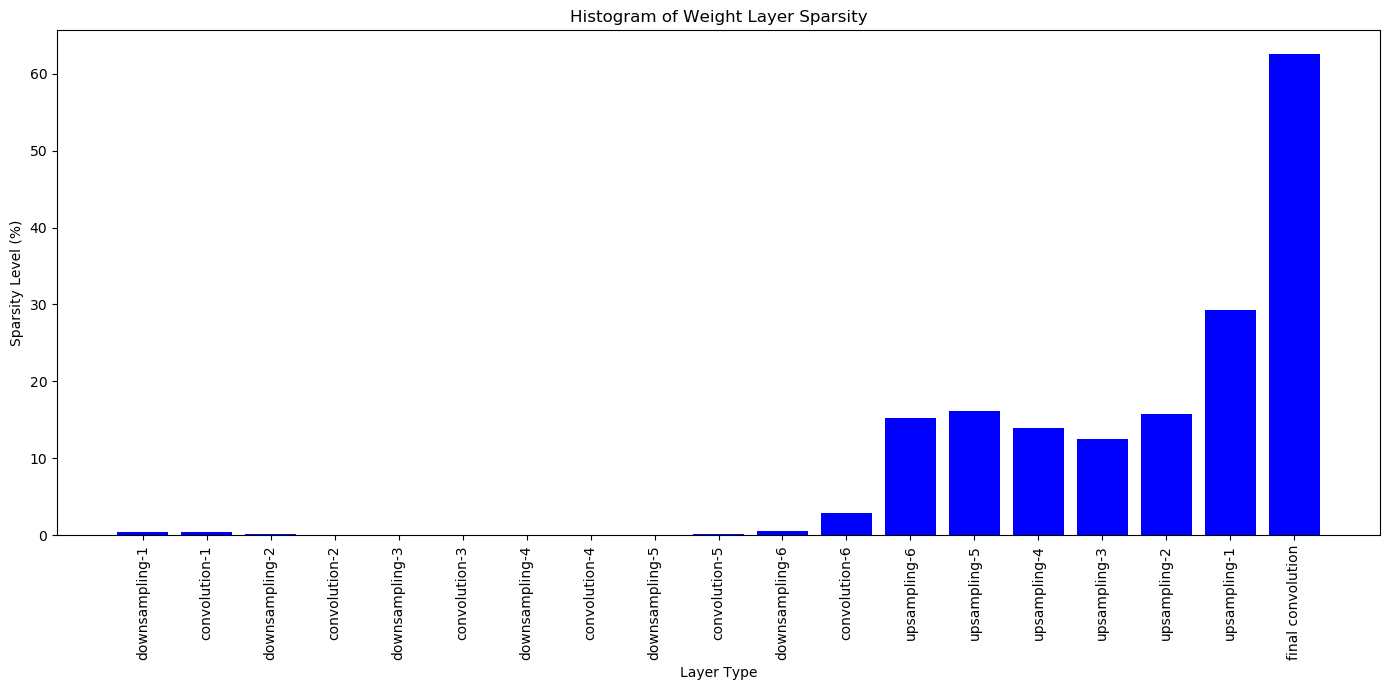 Histogram of Weight Layer Sparsity
Sparsity Level (%)
60
50
40
30
20
10
0
downsampling-1
convolution-1
downsampling-2
convolution-2
downsampling-3
convolution-3
downsampling-4
convolution-4
downsampling-5
convolution-5
downsampling-6
convolution-6
upsampling-6
upsampling-5
upsampling-4
upsampling-3
upsampling-2
upsampling-1
final convolution
Layer Type